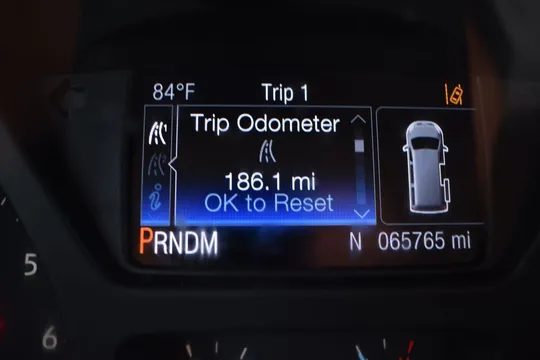 84°F Trip 1
Trip Odometer
186.1 mi
OK to Reset
PRNDM N 065765 mi
5
6